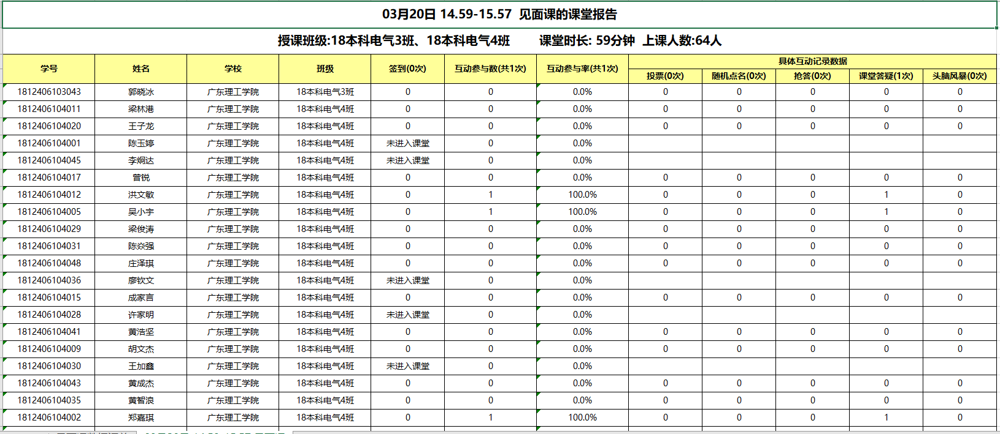 03月20日 14.59-15.57 见面课的课堂报告
授课班级:18本科电气3班、18本科电气4班 课堂时长: 59分钟 上课人数:64人
学号 姓名 学校 班级 签到(0次) 互动参与数(共1次) 互动参与率(共1次) 具体互动记录数据
投票(0次) 随机点名(0次) 抢答(0次) 课堂答疑(1次) 头脑风暴(0次)
1812406103043 郭晓冰 广东理工学院 18本科电气3班 0 0 0.0% 0 0 0 0 0
1812406104011 梁林港 广东理工学院 18本科电气4班 0 0 0.0% 0 0 0 0 0
1812406104020 王子龙 广东理工学院 18本科电气4班 0 0 0.0% 0 0 0 0 0
1812406104001 陈玉婷 广东理工学院 18本科电气4班 未进入课堂 0 0.0%
1812406104045 李炯达 广东理工学院 18本科电气4班 未进入课堂 0 0.0%
1812406104017 曾锐 广东理工学院 18本科电气4班 0 0 0.0% 0 0 0 0 0
1812406104012 洪文敏 广东理工学院 18本科电气4班 0 1 100.0% 0 0 0 1 0
1812406104005 吴小宇 广东理工学院 18本科电气4班 0 1 100.0% 0 0 0 1 0
1812406104029 梁俊涛 广东理工学院 18本科电气4班 0 0 0.0% 0 0 0 0 0
1812406104031 陈焱强 广东理工学院 18本科电气4班 0 0 0.0% 0 0 0 0 0
1812406104048 庄泽琪 广东理工学院 18本科电气4班 0 0 0.0% 0 0 0 0 0
1812406104036 廖钦文 广东理工学院 18本科电气4班 未进入课堂 0 0.0%
1812406104015 成家言 广东理工学院 18本科电气4班 0 0 0.0% 0 0 0 0 0
1812406104028 许家明 广东理工学院 18本科电气4班 未进入课堂 0 0.0%
1812406104041 黄浩坚 广东理工学院 18本科电气4班 0 0 0.0% 0 0 0 0 0
1812406104009 胡文杰 广东理工学院 18本科电气4班 0 0 0.0% 0 0 0 0 0
1812406104030 王加鑫 广东理工学院 18本科电气4班 未进入课堂 0 0.0%
1812406104043 黄成杰 广东理工学院 18本科电气4班 0 0 0.0% 0 0 0 0 0
1812406104035 黄智浪 广东理工学院 18本科电气4班 0 0 0.0% 0 0 0 0 0
1812406104002 郑嘉琪 广东理工学院 18本科电气4班 0 1 100.0% 0 0 0 1 0